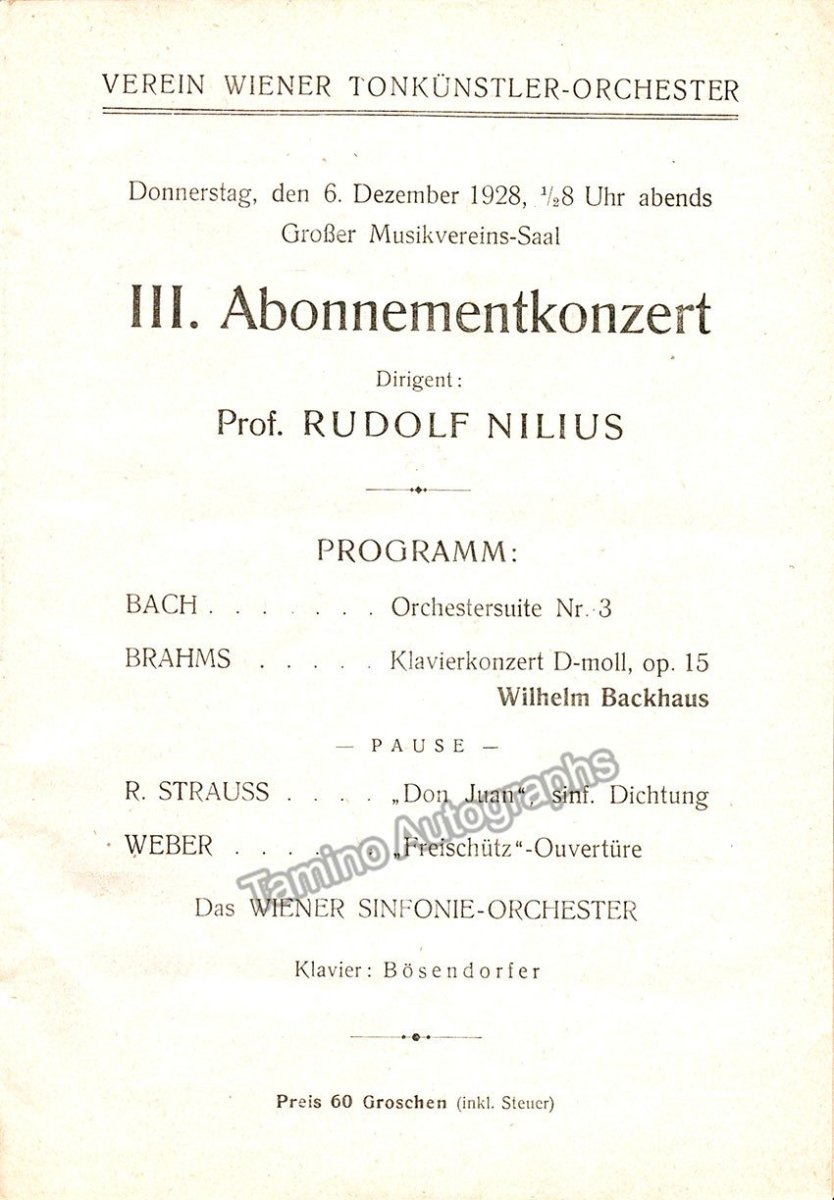 VEREIN WIENER TONKÜNSTLER-ORCHESTER
Donnerstag, den 6. Dezember 1928, ½8 Uhr abends
Großer Musikvereins-Saal
III. Abonnementkonzert
Dirigent:
Prof. RUDOLF NILIUS
PROGRAMM:
BACH . . . . . . . Orchestersuite Nr. 3
BRAHMS . . . . . Klavierkonzert D-moll, op. 15
Wilhelm Backhaus
— PAUSE —
R. STRAUSS . . . . „Don Juan“, sinf. Dichtung
WEBER . . . . . . „Freischütz“-Ouvertüre
Tamino Autographs
Das WIENER SINFONIE-ORCHESTER
Klavier: Bösendorfer
Preis 60 Groschen (inkl. Steuer)